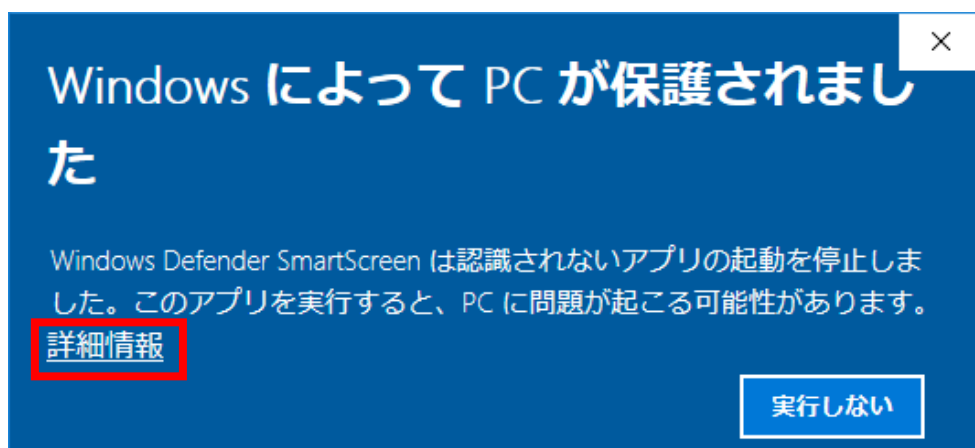 Windows によって PC が保護されまし
た
Windows Defender SmartScreen は認識されないアプリの起動を停止しま
した。このアプリを実行すると、PC に問題が起こる可能性があります。
詳細情報
実行しない